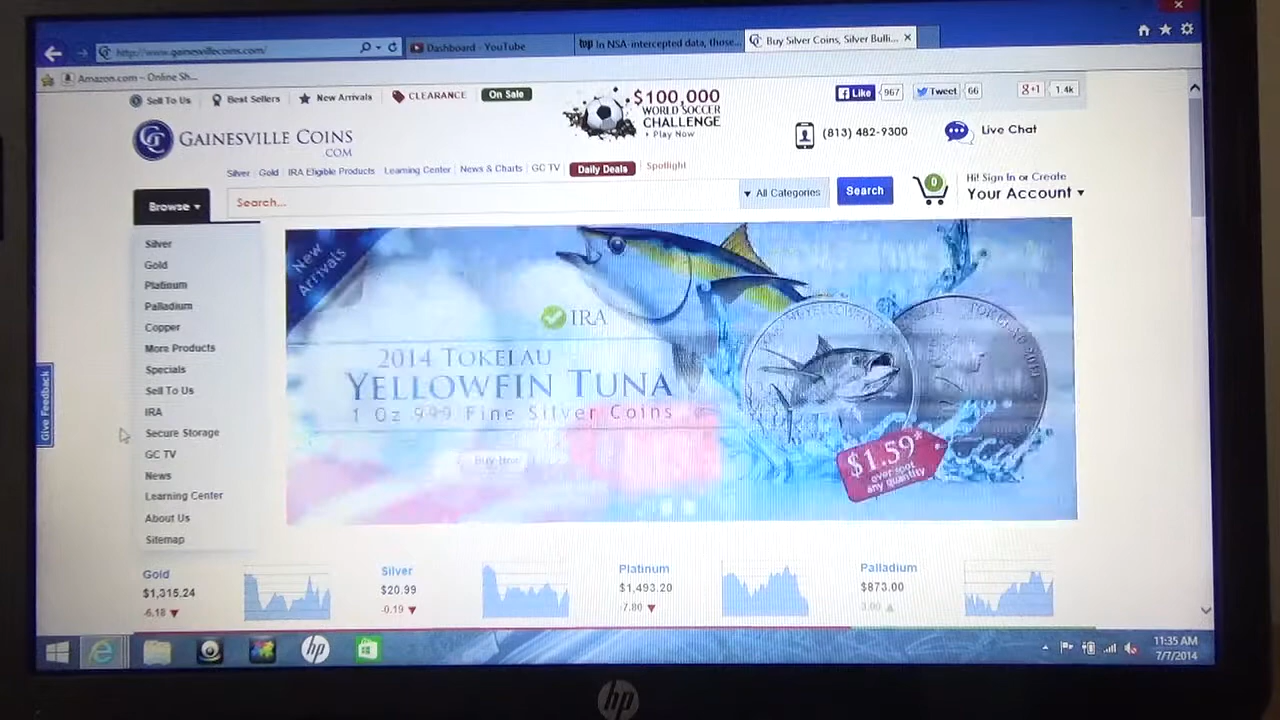 http://www.gainesvillecoins.com/
Dashboard - YouTube
wp In NSA-intercepted data, those...
Buy Silver Coins, Silver Bulli...
Amazon.com – Online Sh...
Sell To Us
Best Sellers
New Arrivals
CLEARANCE
On Sale
$100,000
WORLD SOCCER
CHALLENGE
Play Now
Like 967
Tweet 66
g+1 1.4k
GAINESVILLE COINS
.COM
(813) 482-9300
Live Chat
Silver Gold IRA Eligible Products Learning Center News & Charts GC TV Daily Deals Spotlight
Browse
Search...
All Categories
Search
0
Hi! Sign In or Create
Your Account
Silver
Gold
Platinum
Palladium
Copper
More Products
Specials
Sell To Us
IRA
Secure Storage
GC TV
News
Learning Center
About Us
Sitemap
Give Feedback
New
Arrivals
IRA
2014 TOKELAU
YELLOWFIN TUNA
1 Oz 999 Fine Silver Coins
$1.59*
over spot
any quantity
Gold
$1,315.24
-6.18
Silver
$20.99
-0.19
Platinum
$1,493.20
-7.80
Palladium
$873.00
3.00
11:35 AM
7/7/2014
hp
hp